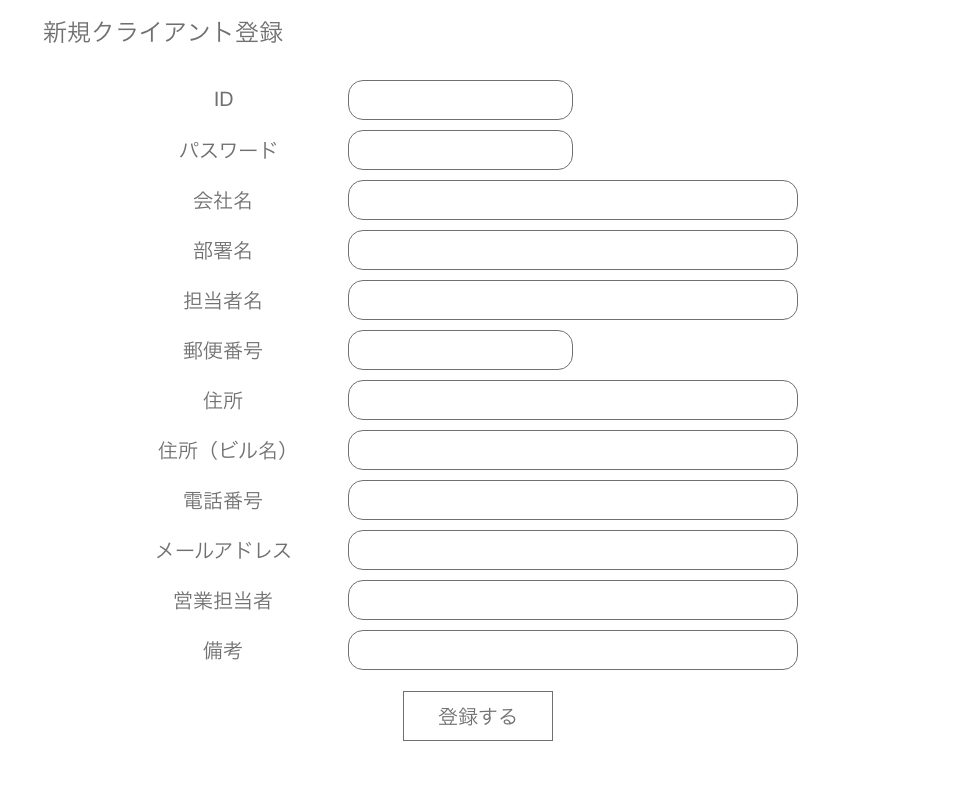 新規クライアント登録
ID
パスワード
会社名
部署名
担当者名
郵便番号
住所
住所（ビル名）
電話番号
メールアドレス
営業担当者
備考
登録する